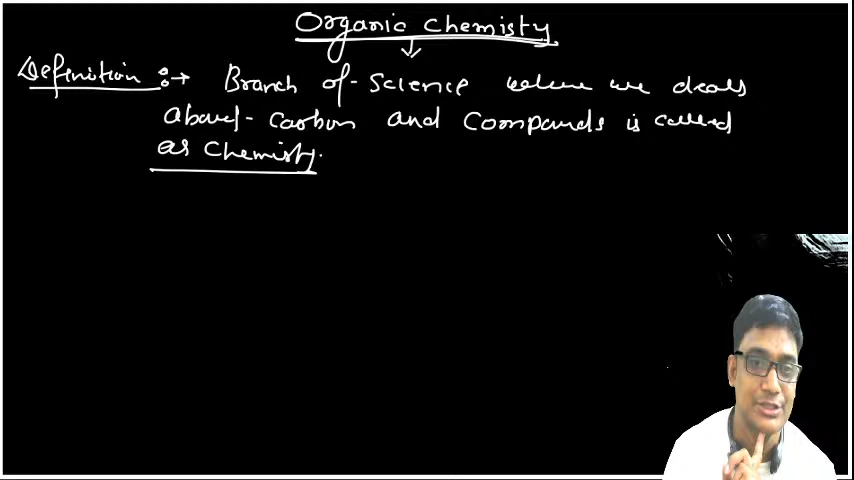 Organic Chemistry
Definition :→ Branch of Science where we deals
about Carbon and Compounds is called
as Chemistry.